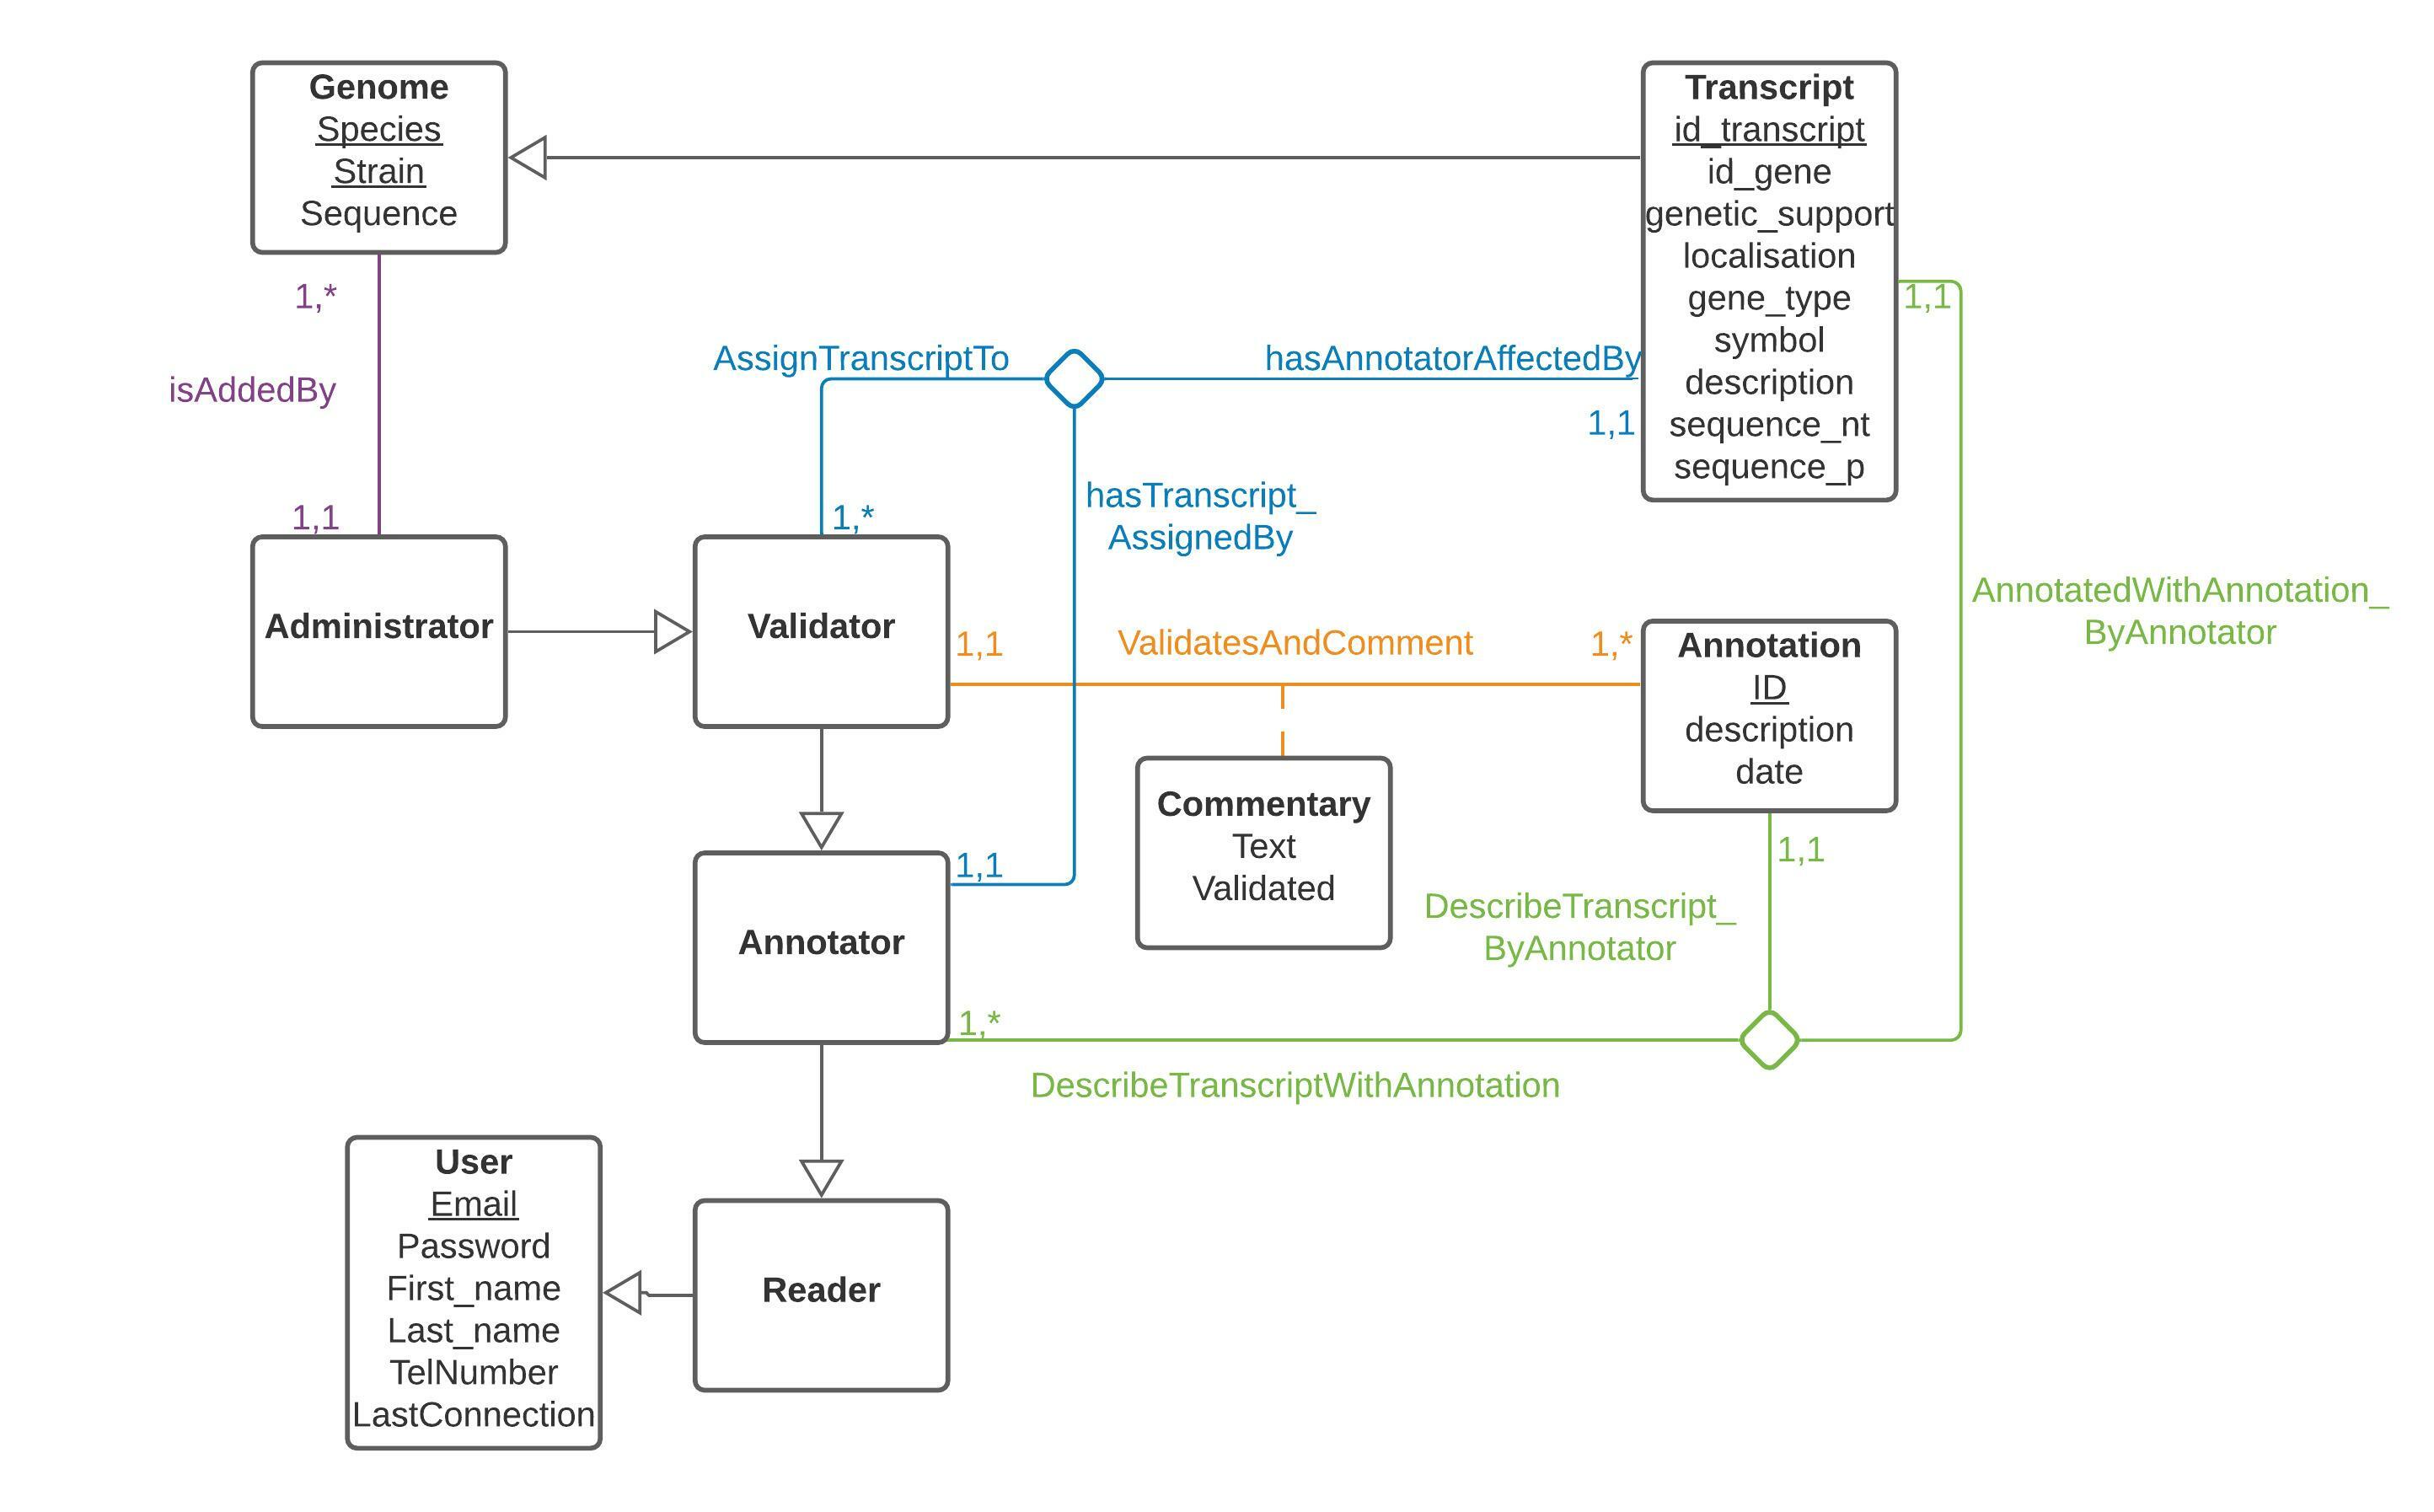 Genome
Species
Strain
Sequence
Transcript
id_transcript
id_gene
genetic_support
localisation
gene_type
symbol
description
sequence_nt
sequence_p
1,*
isAddedBy
1,1
AssignTranscriptTo
hasAnnotatorAffectedBy
1,1
1,1
1,*
hasTranscript_
AssignedBy
Administrator
Validator
1,1
ValidatesAndComment
1,*
Annotation
ID
description
date
AnnotatedWithAnnotation_
ByAnnotator
Commentary
Text
Validated
1,1
Annotator
1,1
DescribeTranscript_
ByAnnotator
1,*
DescribeTranscriptWithAnnotation
User
Email
Password
First_name
Last_name
TelNumber
LastConnection
Reader